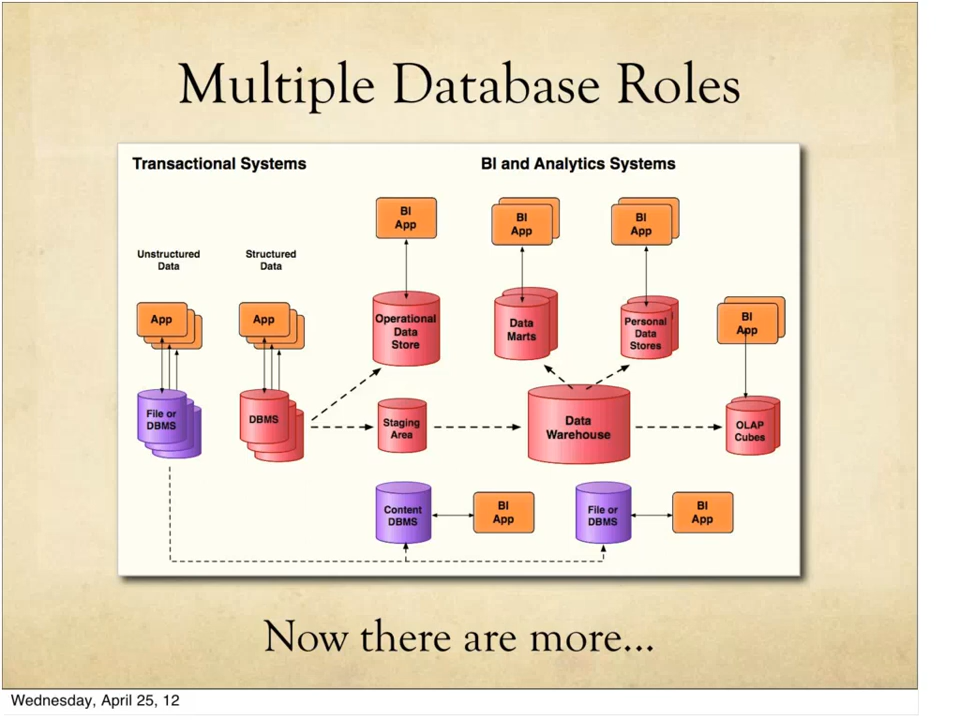 Multiple Database Roles
Transactional Systems
BI and Analytics Systems
BI
App
BI
App
BI
App
Unstructured
Data
Structured
Data
App
App
Operational
Data
Store
Data
Marts
Personal
Data
Stores
BI
App
File or
DBMS
DBMS
Staging
Area
Data
Warehouse
OLAP
Cubes
Content
DBMS
BI
App
File or
DBMS
BI
App
Now there are more...
Wednesday, April 25, 12